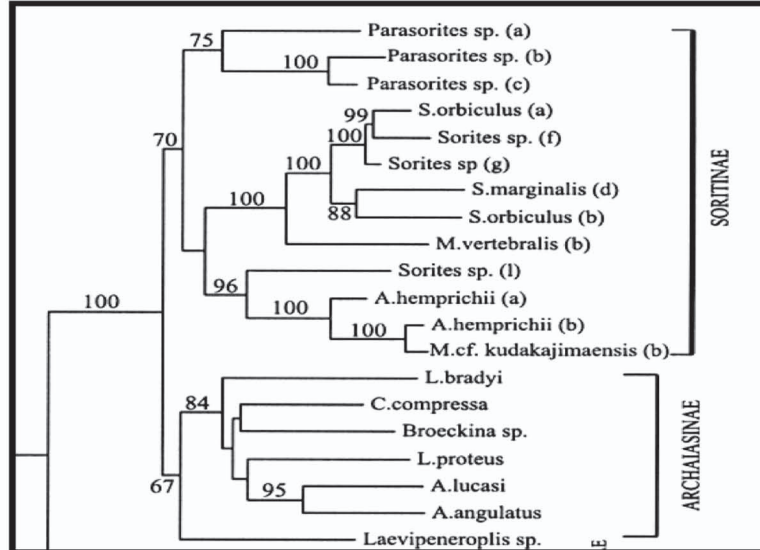 75
Parasorites sp. (a)
100
Parasorites sp. (b)
Parasorites sp. (c)
70
99
S.orbiculus (a)
100
Sorites sp. (f)
100
Sorites sp (g)
100
S.marginalis (d)
88
S.orbiculus (b)
M.vertebralis (b)
96
Sorites sp. (l)
100
A.hemprichii (a)
100
A.hemprichii (b)
M.cf. kudakajimaensis (b)
SORITINAE
100
84
L.bradyi
C.compressa
Broeckina sp.
L.proteus
95
A.lucasi
A.angulatus
67
Laevipeneroplis sp.
ARCHAIASINAE
E